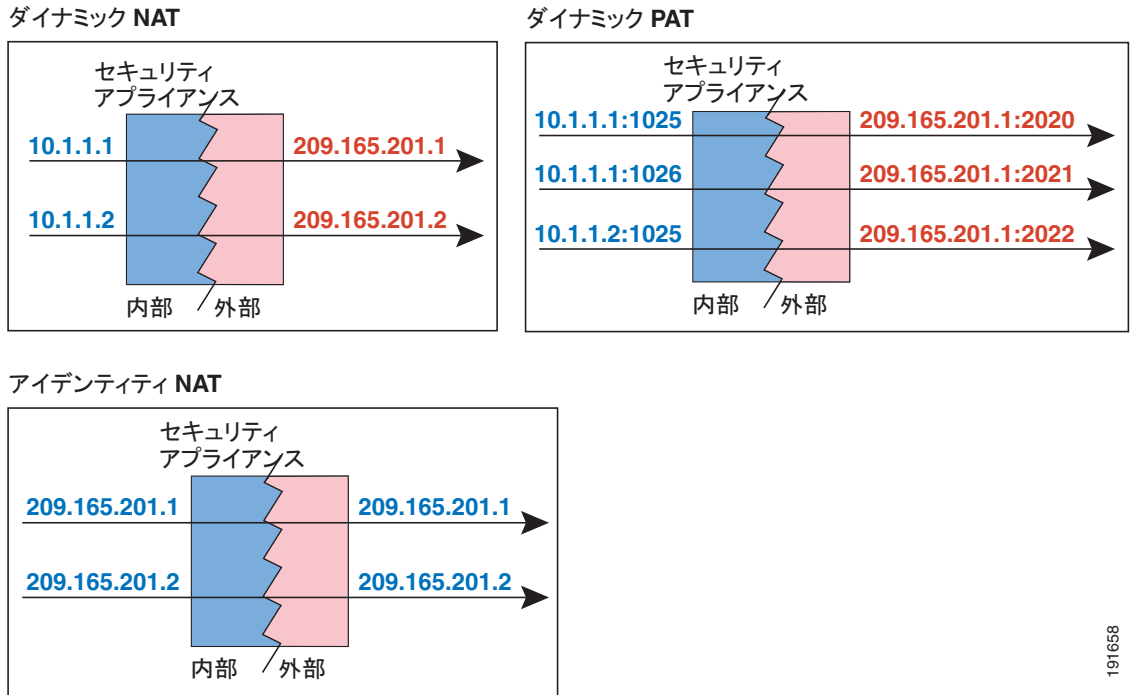 ダイナミック NAT
セキュリティ
アプライアンス
10.1.1.1
209.165.201.1
10.1.1.2
209.165.201.2
内部
外部
ダイナミック PAT
セキュリティ
アプライアンス
10.1.1.1:1025
209.165.201.1:2020
10.1.1.1:1026
209.165.201.1:2021
10.1.1.2:1025
209.165.201.1:2022
内部
外部
アイデンティティ NAT
セキュリティ
アプライアンス
209.165.201.1
209.165.201.1
209.165.201.2
209.165.201.2
内部
外部
191658